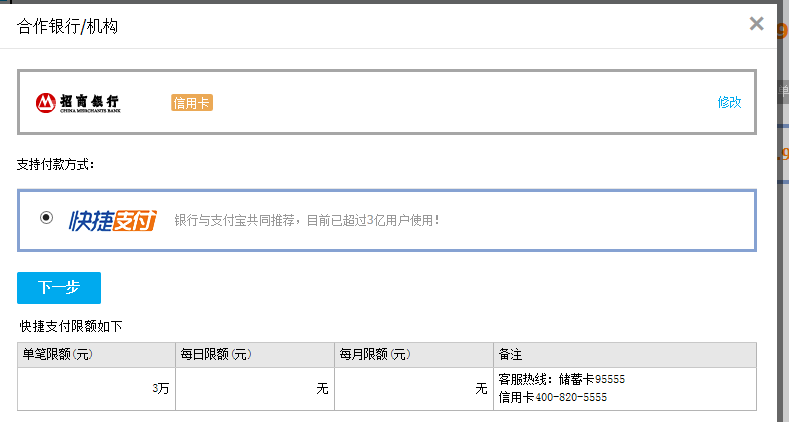 合作银行/机构
招商银行
CHINA MERCHANTS BANK
信用卡
修改
单
.9
支持付款方式：
快捷支付
银行与支付宝共同推荐，目前已超过3亿用户使用！
下一步
快捷支付限额如下
单笔限额(元) 每日限额(元) 每月限额(元) 备注
3万 无 无 客服热线：储蓄卡95555
信用卡400-820-5555